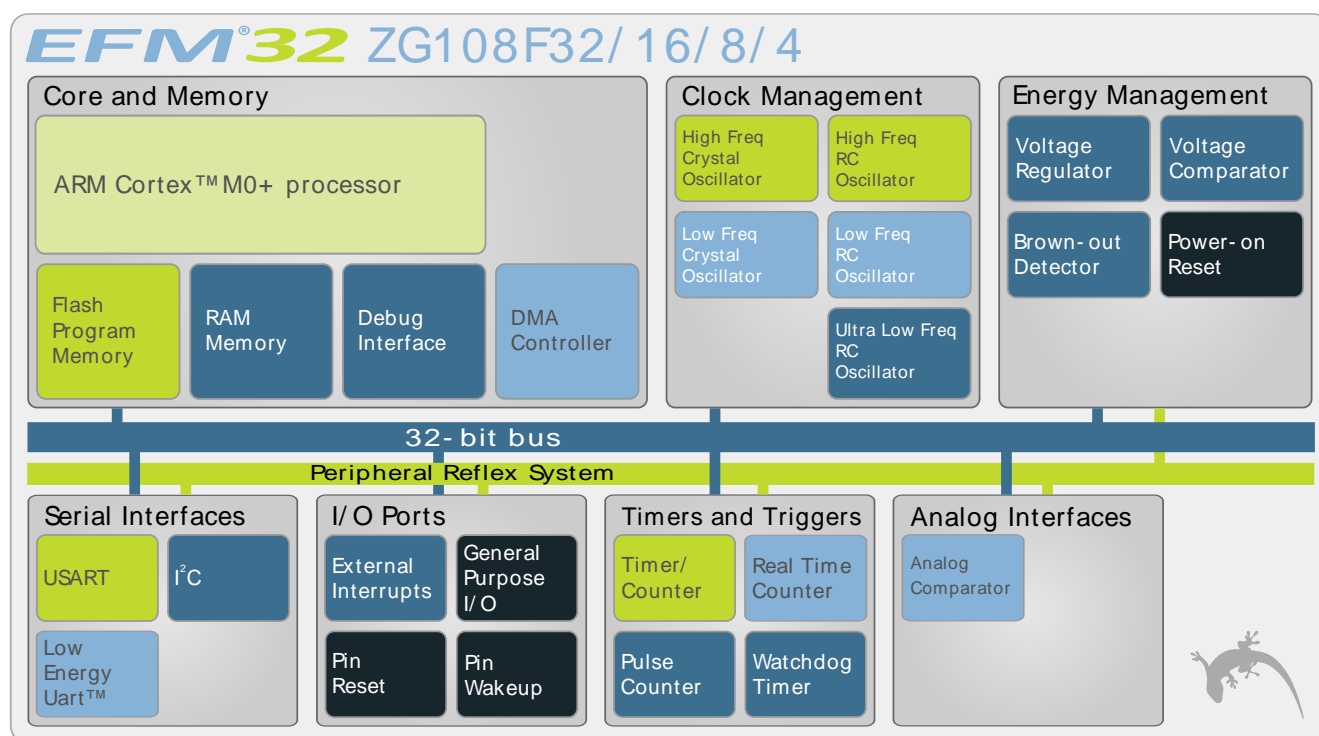 EFM®32 ZG108F32/16/8/4
Core and Memory
ARM Cortex™ M0+ processor
Flash
Program
Memory
RAM
Memory
Debug
Interface
DMA
Controller
Clock Management
High Freq
Crystal
Oscillator
High Freq
RC
Oscillator
Low Freq
Crystal
Oscillator
Low Freq
RC
Oscillator
Ultra Low Freq
RC
Oscillator
Energy Management
Voltage
Regulator
Voltage
Comparator
Brown-out
Detector
Power-on
Reset
32-bit bus
Peripheral Reflex System
Serial Interfaces
USART
I²C
Low
Energy
Uart™
I/O Ports
External
Interrupts
General
Purpose
I/O
Pin
Reset
Pin
Wakeup
Timers and Triggers
Timer/
Counter
Real Time
Counter
Pulse
Counter
Watchdog
Timer
Analog Interfaces
Analog
Comparator